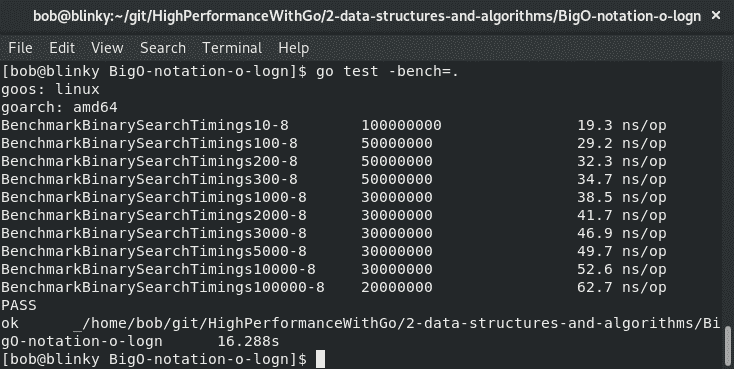 bob@blinky:~/git/HighPerformanceWithGo/2-data-structures-and-algorithms/BigO-notation-o-logn ×
File Edit View Search Terminal Help
[bob@blinky BigO-notation-o-logn]$ go test -bench=.
goos: linux
goarch: amd64
BenchmarkBinarySearchTimings10-8 100000000 19.3 ns/op
BenchmarkBinarySearchTimings100-8 50000000 29.2 ns/op
BenchmarkBinarySearchTimings200-8 50000000 32.3 ns/op
BenchmarkBinarySearchTimings300-8 50000000 34.7 ns/op
BenchmarkBinarySearchTimings1000-8 30000000 38.5 ns/op
BenchmarkBinarySearchTimings2000-8 30000000 41.7 ns/op
BenchmarkBinarySearchTimings3000-8 30000000 46.9 ns/op
BenchmarkBinarySearchTimings5000-8 30000000 49.7 ns/op
BenchmarkBinarySearchTimings10000-8 30000000 52.6 ns/op
BenchmarkBinarySearchTimings100000-8 20000000 62.7 ns/op
PASS
ok _/home/bob/git/HighPerformanceWithGo/2-data-structures-and-algorithms/Bi
gO-notation-o-logn 16.288s
[bob@blinky BigO-notation-o-logn]$